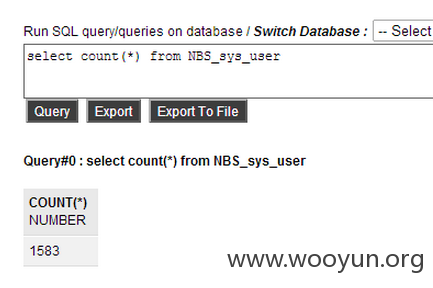 Run SQL query/queries on database / Switch Database : -- Select
select count(*) from NBS_sys_user
Query Export Export To File
Query#0 : select count(*) from NBS_sys_user
COUNT(*)
NUMBER
1583
www.wooyun.org